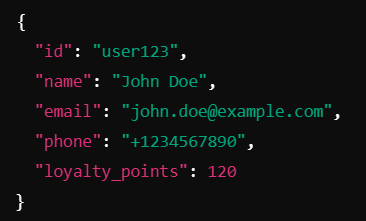 {
  "id": "user123",
  "name": "John Doe",
  "email": "john.doe@example.com",
  "phone": "+1234567890",
  "loyalty_points": 120
}